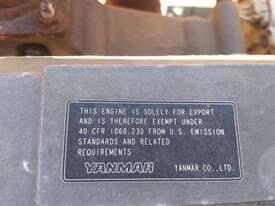 THIS ENGINE IS SOLELY FOR EXPORT
AND IS THEREFORE EXEMPT UNDER
40 CFR 1068.230 FROM U.S. EMISSION
STANDARDS AND RELATED
REQUIREMENTS
YANMAR YANMAR CO.,LTD.